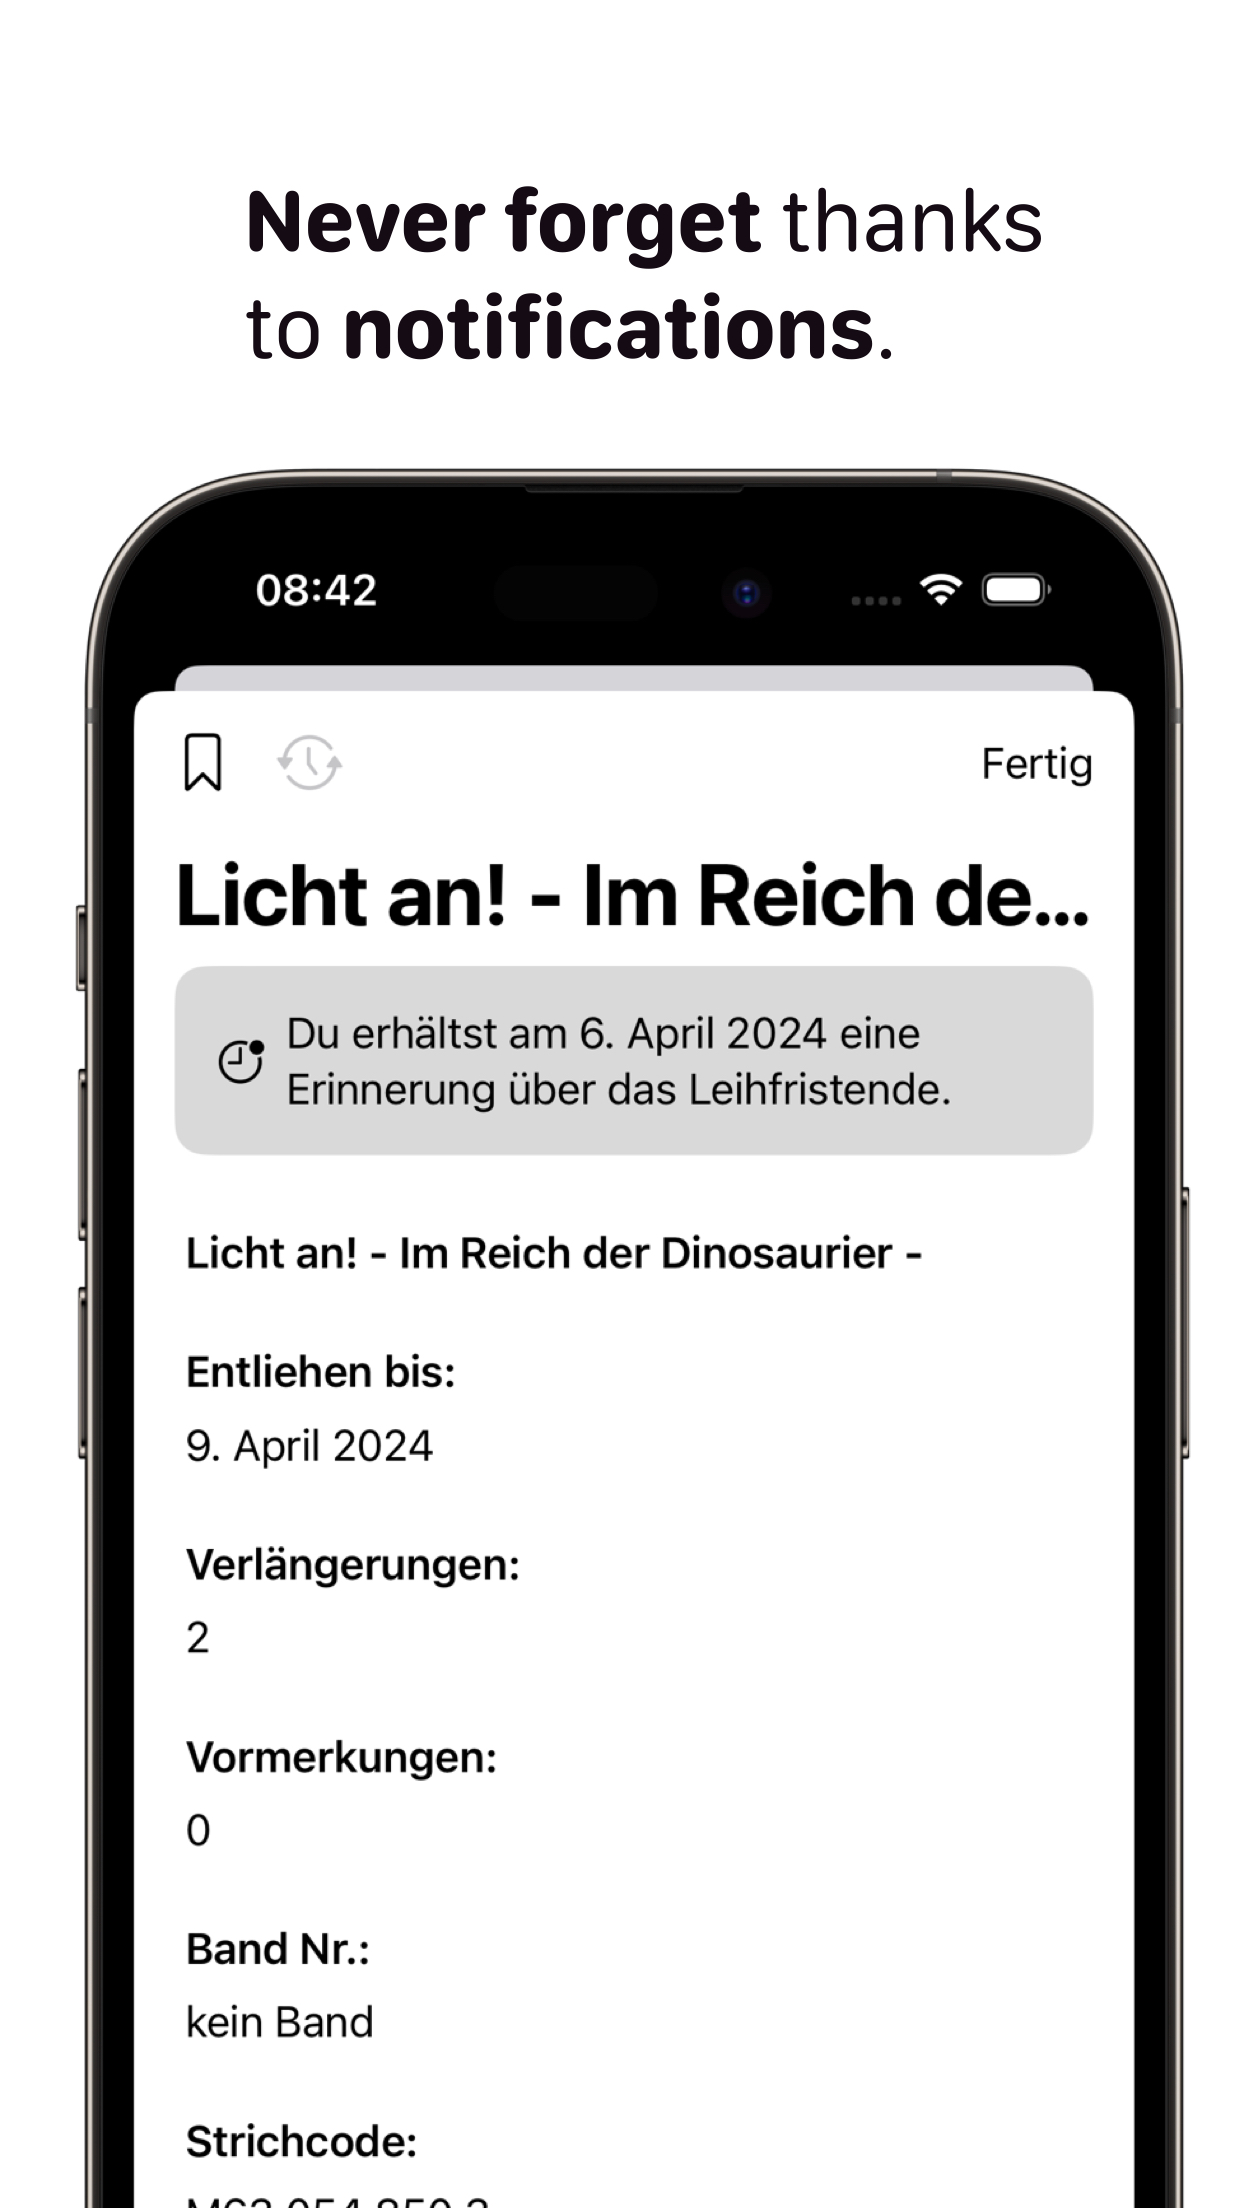 Never forget thanks
to notifications.
08:42
Fertig
Licht an! - Im Reich de...
Du erhältst am 6. April 2024 eine
Erinnerung über das Leihfristende.
Licht an! - Im Reich der Dinosaurier -
Entliehen bis:
9. April 2024
Verlängerungen:
2
Vormerkungen:
0
Band Nr.:
kein Band
Strichcode: